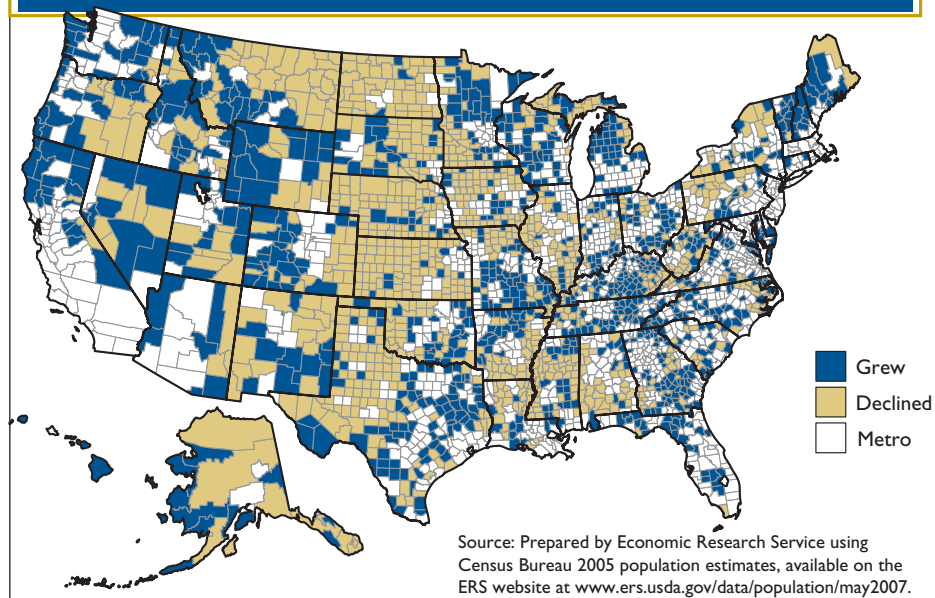 Grew
Declined
Metro
Source: Prepared by Economic Research Service using
Census Bureau 2005 population estimates, available on the
ERS website at www.ers.usda.gov/data/population/may2007.